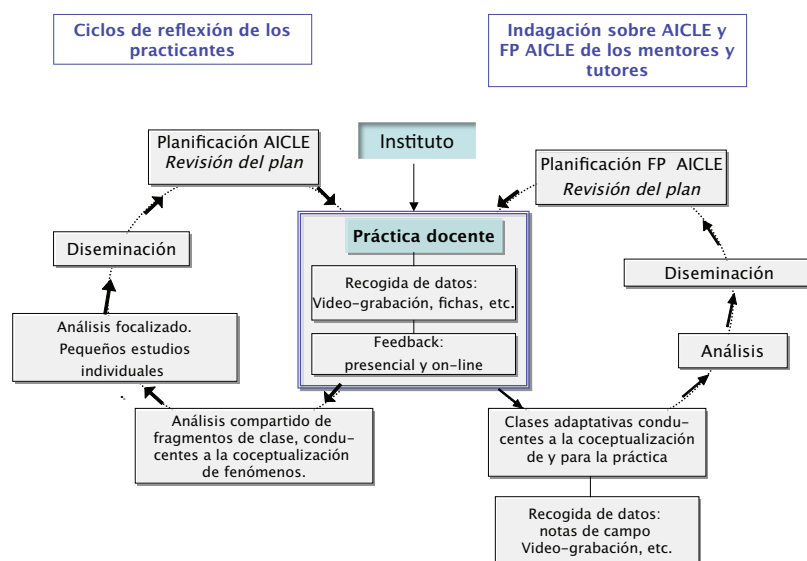 Ciclos de reflexión de los
practicantes
Indagación sobre AICLE y
FP AICLE de los mentores y
tutores
Planificación AICLE
Revisión del plan
Instituto
Planificación FP AICLE
Revisión del plan
Práctica docente
Diseminación
Recogida de datos:
Video-grabación, fichas, etc.
Diseminación
Análisis focalizado.
Pequeños estudios
individuales
Feedback:
presencial y on-line
Análisis
Análisis compartido de
fragmentos de clase, condu-
centes a la coceptualización
de fenómenos.
Clases adaptativas condu-
centes a la coceptualización
de y para la práctica
Recogida de datos:
notas de campo
Video-grabación, etc.